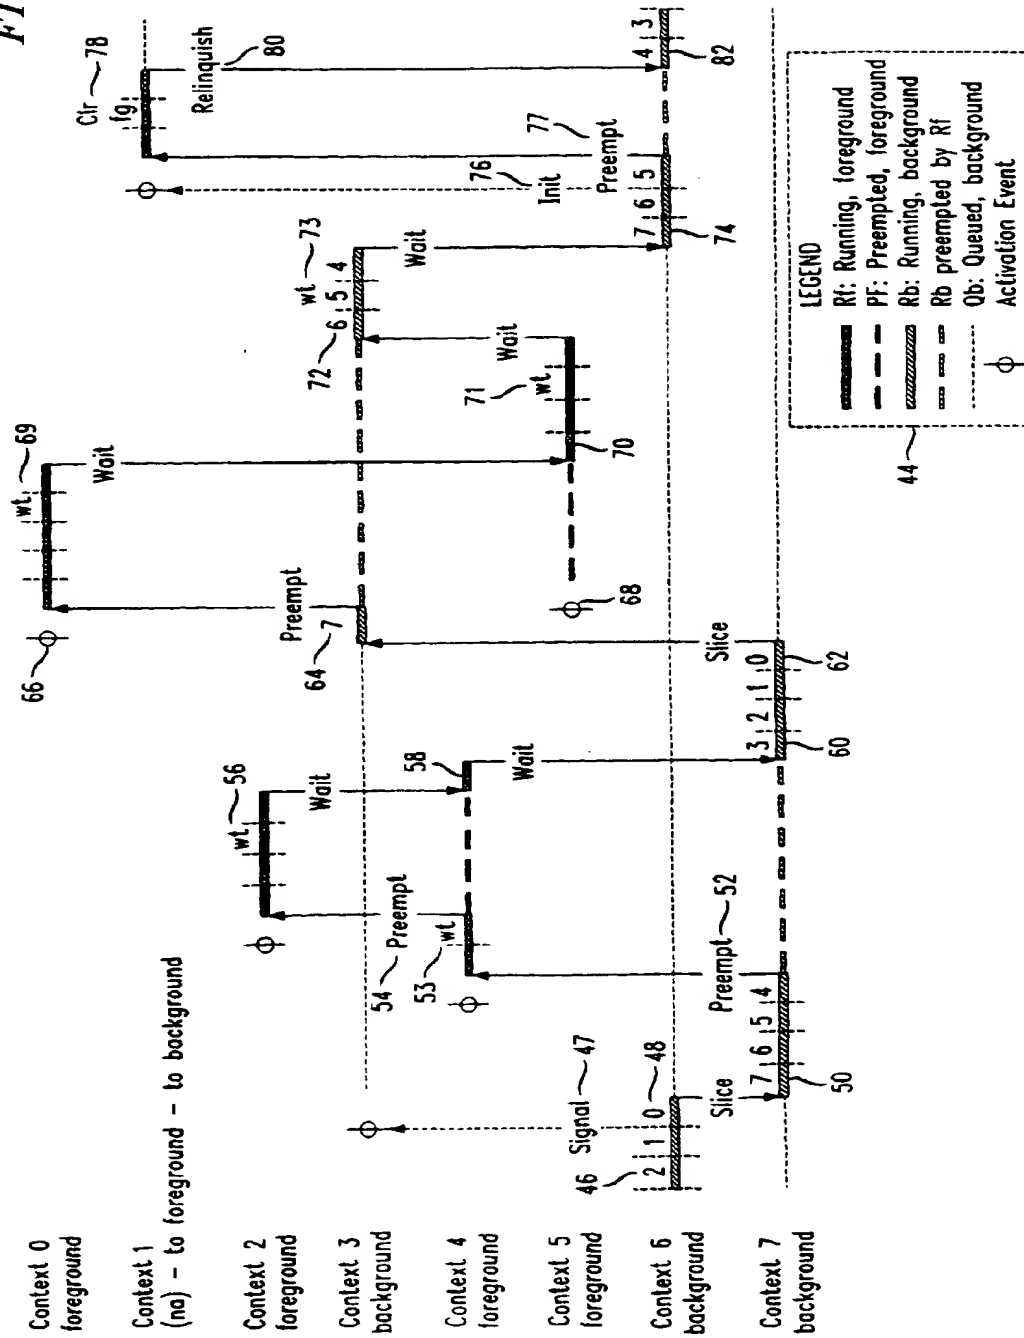 FI
Context 0
foreground
66
wt
69
Wait
Context 1
(na) – to foreground – to background
Clr
78
fg
Relinquish
80
Context 2
foreground
wt
56
Wait
Preempt
64
7
Context 3
background
54
Preempt
72
6
5
4
wt
73
Wait
Context 4
foreground
53
wt
58
Wait
Context 5
foreground
68
70
71
wt
Wait
Signal
47
Init
76
Preempt
77
Context 6
background
46
2
1
0
48
Slice
7
6
5
74
4
3
82
Preempt
52
Slice
Context 7
background
7
6
5
4
50
3
2
1
0
60
62
44
LEGEND
Rf: Running, foreground
PF: Preempted, foreground
Rb: Running, background
Rb preempted by Rf
Qb: Queued, background
Activation Event